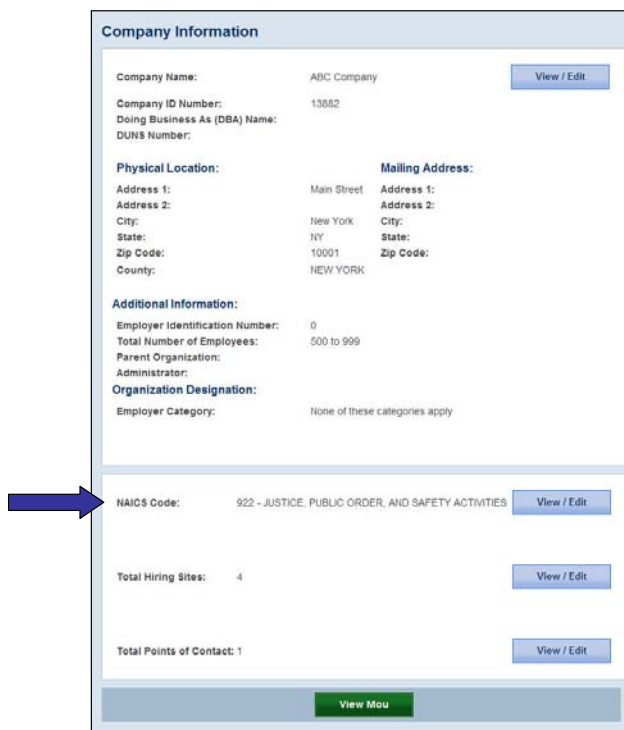 Company Information
Company Name: ABC Company View / Edit
Company ID Number: 13882
Doing Business As (DBA) Name:
DUNS Number:
Physical Location: Mailing Address:
Address 1: Main Street Address 1:
Address 2: Address 2:
City: New York City:
State: NY State:
Zip Code: 10001 Zip Code:
County: NEW YORK
Additional Information:
Employer Identification Number: 0
Total Number of Employees: 500 to 999
Parent Organization:
Administrator:
Organization Designation:
Employer Category: None of these categories apply
NAICS Code: 922 - JUSTICE, PUBLIC ORDER, AND SAFETY ACTIVITIES View / Edit
Total Hiring Sites: 4 View / Edit
Total Points of Contact: 1 View / Edit
View Mou